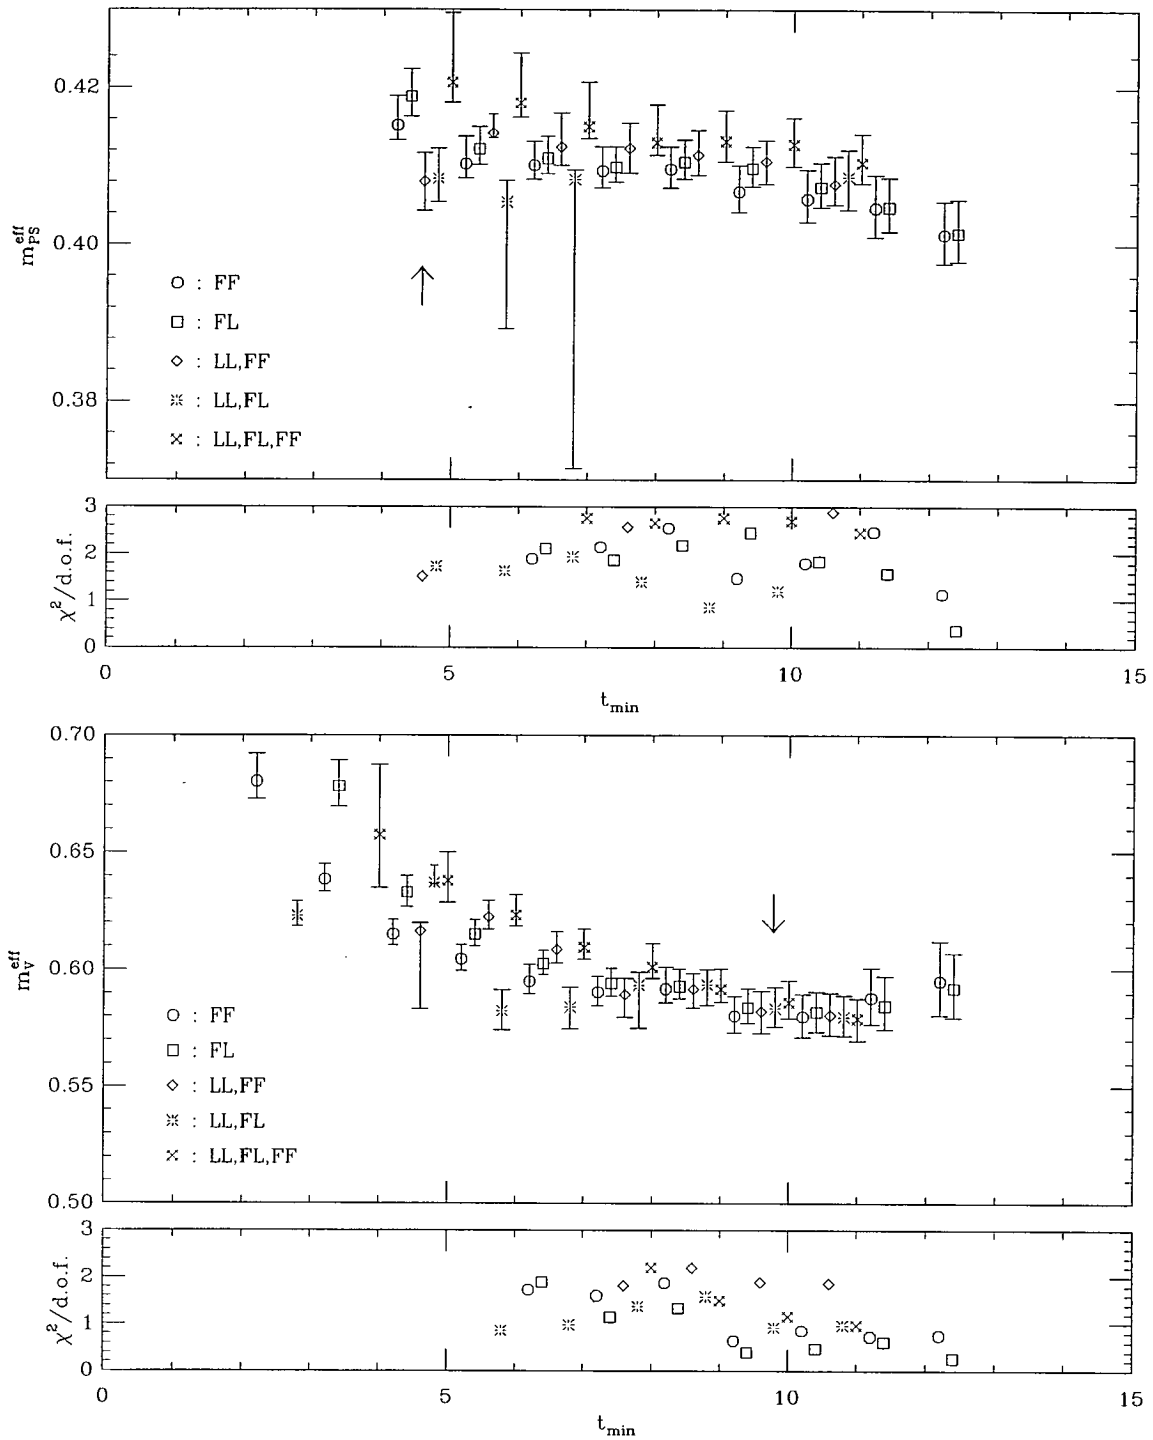 0.42
0.40
0.38
m_PS^eff
○ : FF
□ : FL
◇ : LL,FF
⁜ : LL,FL
× : LL,FL,FF
3
2
1
0
χ²/d.o.f.
0 5 10 15
t_min
0.70
0.65
0.60
0.55
0.50
m_V^eff
○ : FF
□ : FL
◇ : LL,FF
⁜ : LL,FL
× : LL,FL,FF
3
2
1
0
χ²/d.o.f.
0 5 10 15
t_min